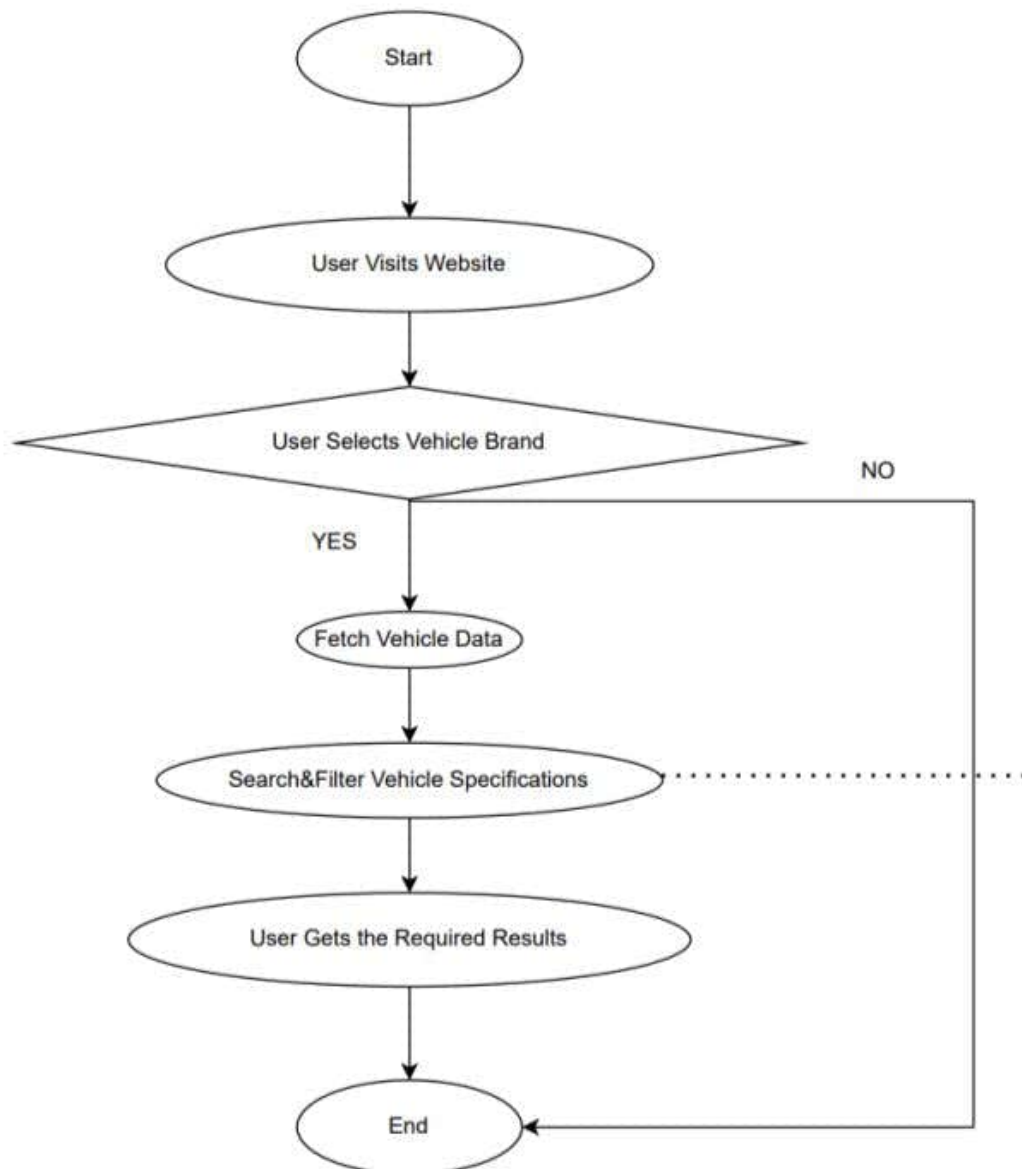 Start
User Visits Website
User Selects Vehicle Brand
NO
YES
Fetch Vehicle Data
Search&Filter Vehicle Specifications
User Gets the Required Results
End